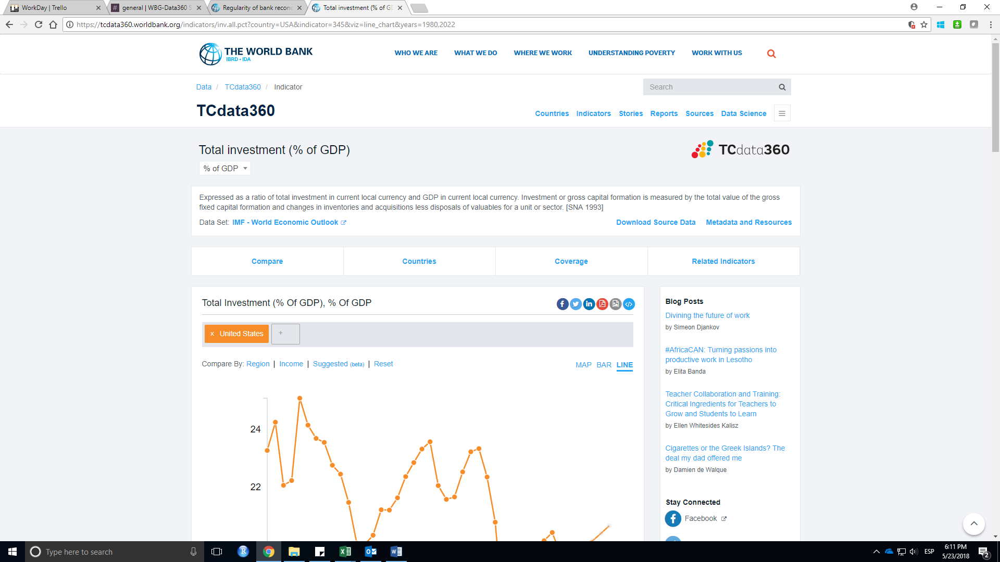 WorkDay | Trello
general | WBG-Data360 S
Regularity of bank recon
Total investment (% of G
https://tcdata360.worldbank.org/indicators/inv.all.pct?country=USA&indicator=345&viz=line_chart&years=1980,2022
THE WORLD BANK
IBRD • IDA
WHO WE ARE WHAT WE DO WHERE WE WORK UNDERSTANDING POVERTY WORK WITH US
Data / TCdata360 / Indicator
Search
TCdata360
Countries Indicators Stories Reports Sources Data Science
Total investment (% of GDP)
TCdata360
% of GDP
Expressed as a ratio of total investment in current local currency and GDP in current local currency. Investment or gross capital formation is measured by the total value of the gross
fixed capital formation and changes in inventories and acquisitions less disposals of valuables for a unit or sector. [SNA 1993]
Data Set: IMF - World Economic Outlook
Download Source Data Metadata and Resources
Compare Countries Coverage Related Indicators
Total Investment (% Of GDP), % Of GDP
x United States +
Compare By: Region | Income | Suggested (beta) | Reset
MAP BAR LINE
24
22
Blog Posts
Divining the future of work
by Simeon Djankov
#AfricaCAN: Turning passions into
productive work in Lesotho
by Elita Banda
Teacher Collaboration and Training:
Critical Ingredients for Teachers to
Grow and Students to Learn
by Ellen Whitesides Kalisz
Cigarettes or the Greek Islands? The
deal my dad offered me
by Damien de Walque
Stay Connected
Facebook
Type here to search
ESP
6:11 PM
5/23/2018
2